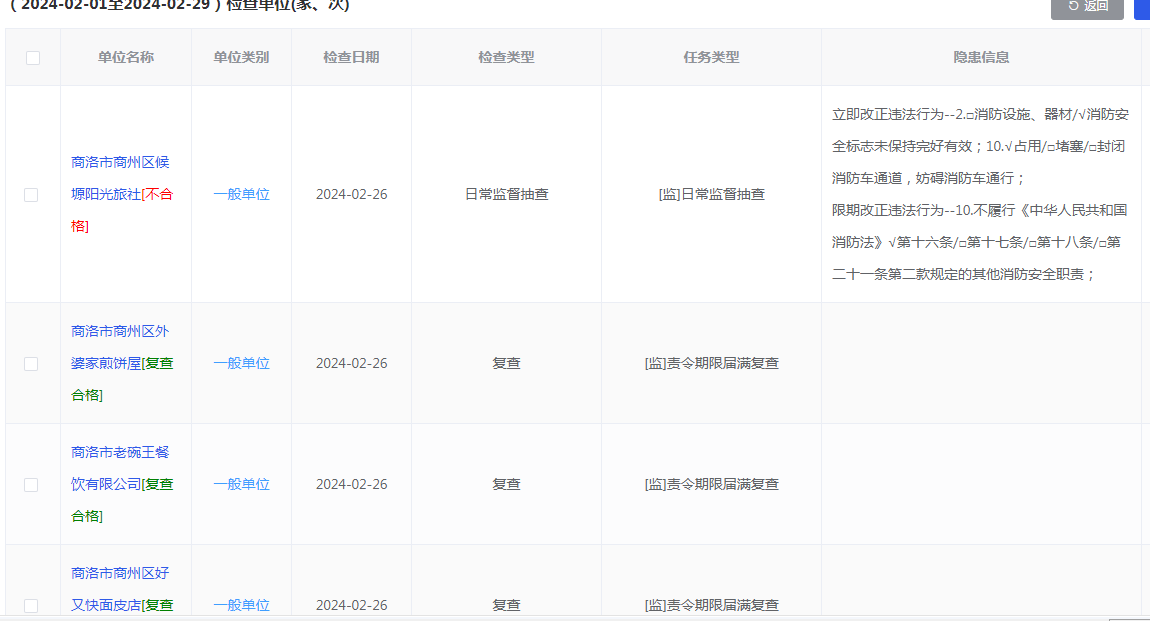 （2024-02-01至2024-02-29）检查单位(家、次)
返回
单位名称 单位类别 检查日期 检查类型 任务类型 隐患信息
商洛市商州区候
塬阳光旅社[不合
格]
一般单位
2024-02-26
日常监督抽查
[监]日常监督抽查
立即改正违法行为--2.□消防设施、器材/√消防安
全标志未保持完好有效；10.√占用/□堵塞/□封闭
消防车通道，妨碍消防车通行；
限期改正违法行为--10.不履行《中华人民共和国
消防法》√第十六条/□第十七条/□第十八条/□第
二十一条第二款规定的其他消防安全职责；
商洛市商州区外
婆家煎饼屋[复查
合格]
一般单位
2024-02-26
复查
[监]责令期限届满复查
商洛市老碗王餐
饮有限公司[复查
合格]
一般单位
2024-02-26
复查
[监]责令期限届满复查
商洛市商州区好
又快面皮店[复查
一般单位
2024-02-26
复查
[监]责令期限届满复查